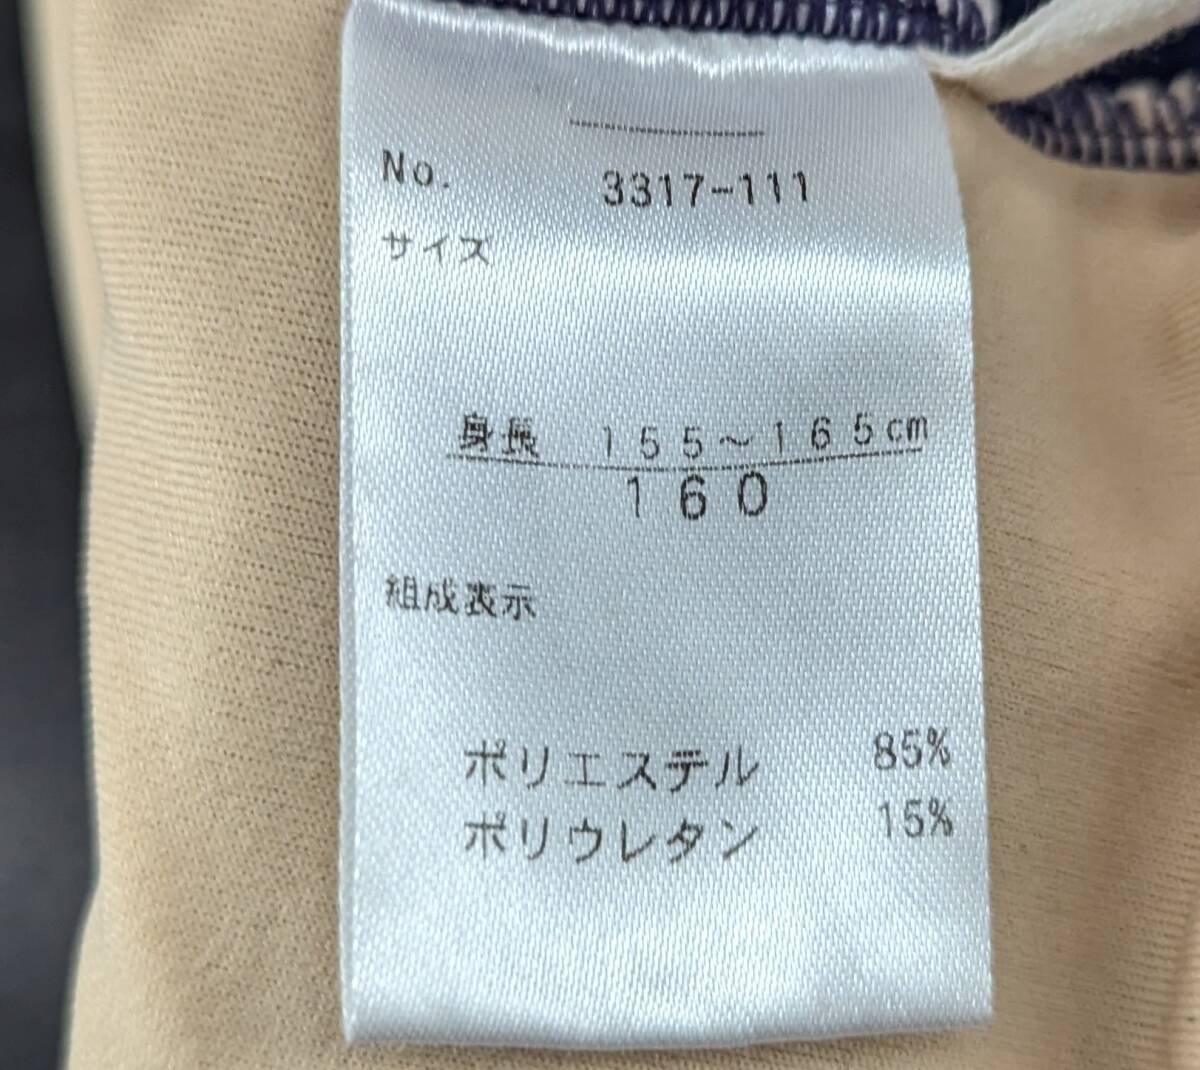 No. 3317-111
サイズ
身長 155～165cm
160
組成表示
ポリエステル 85%
ポリウレタン 15%